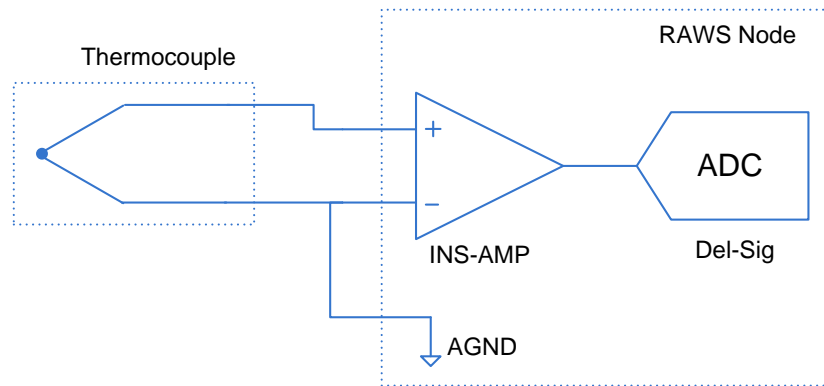 RAWS Node
Thermocouple
+
ADC
−
INS-AMP
Del-Sig
AGND